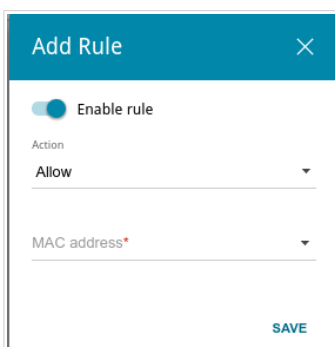 Add Rule
Enable rule
Action
Allow
MAC address*
SAVE